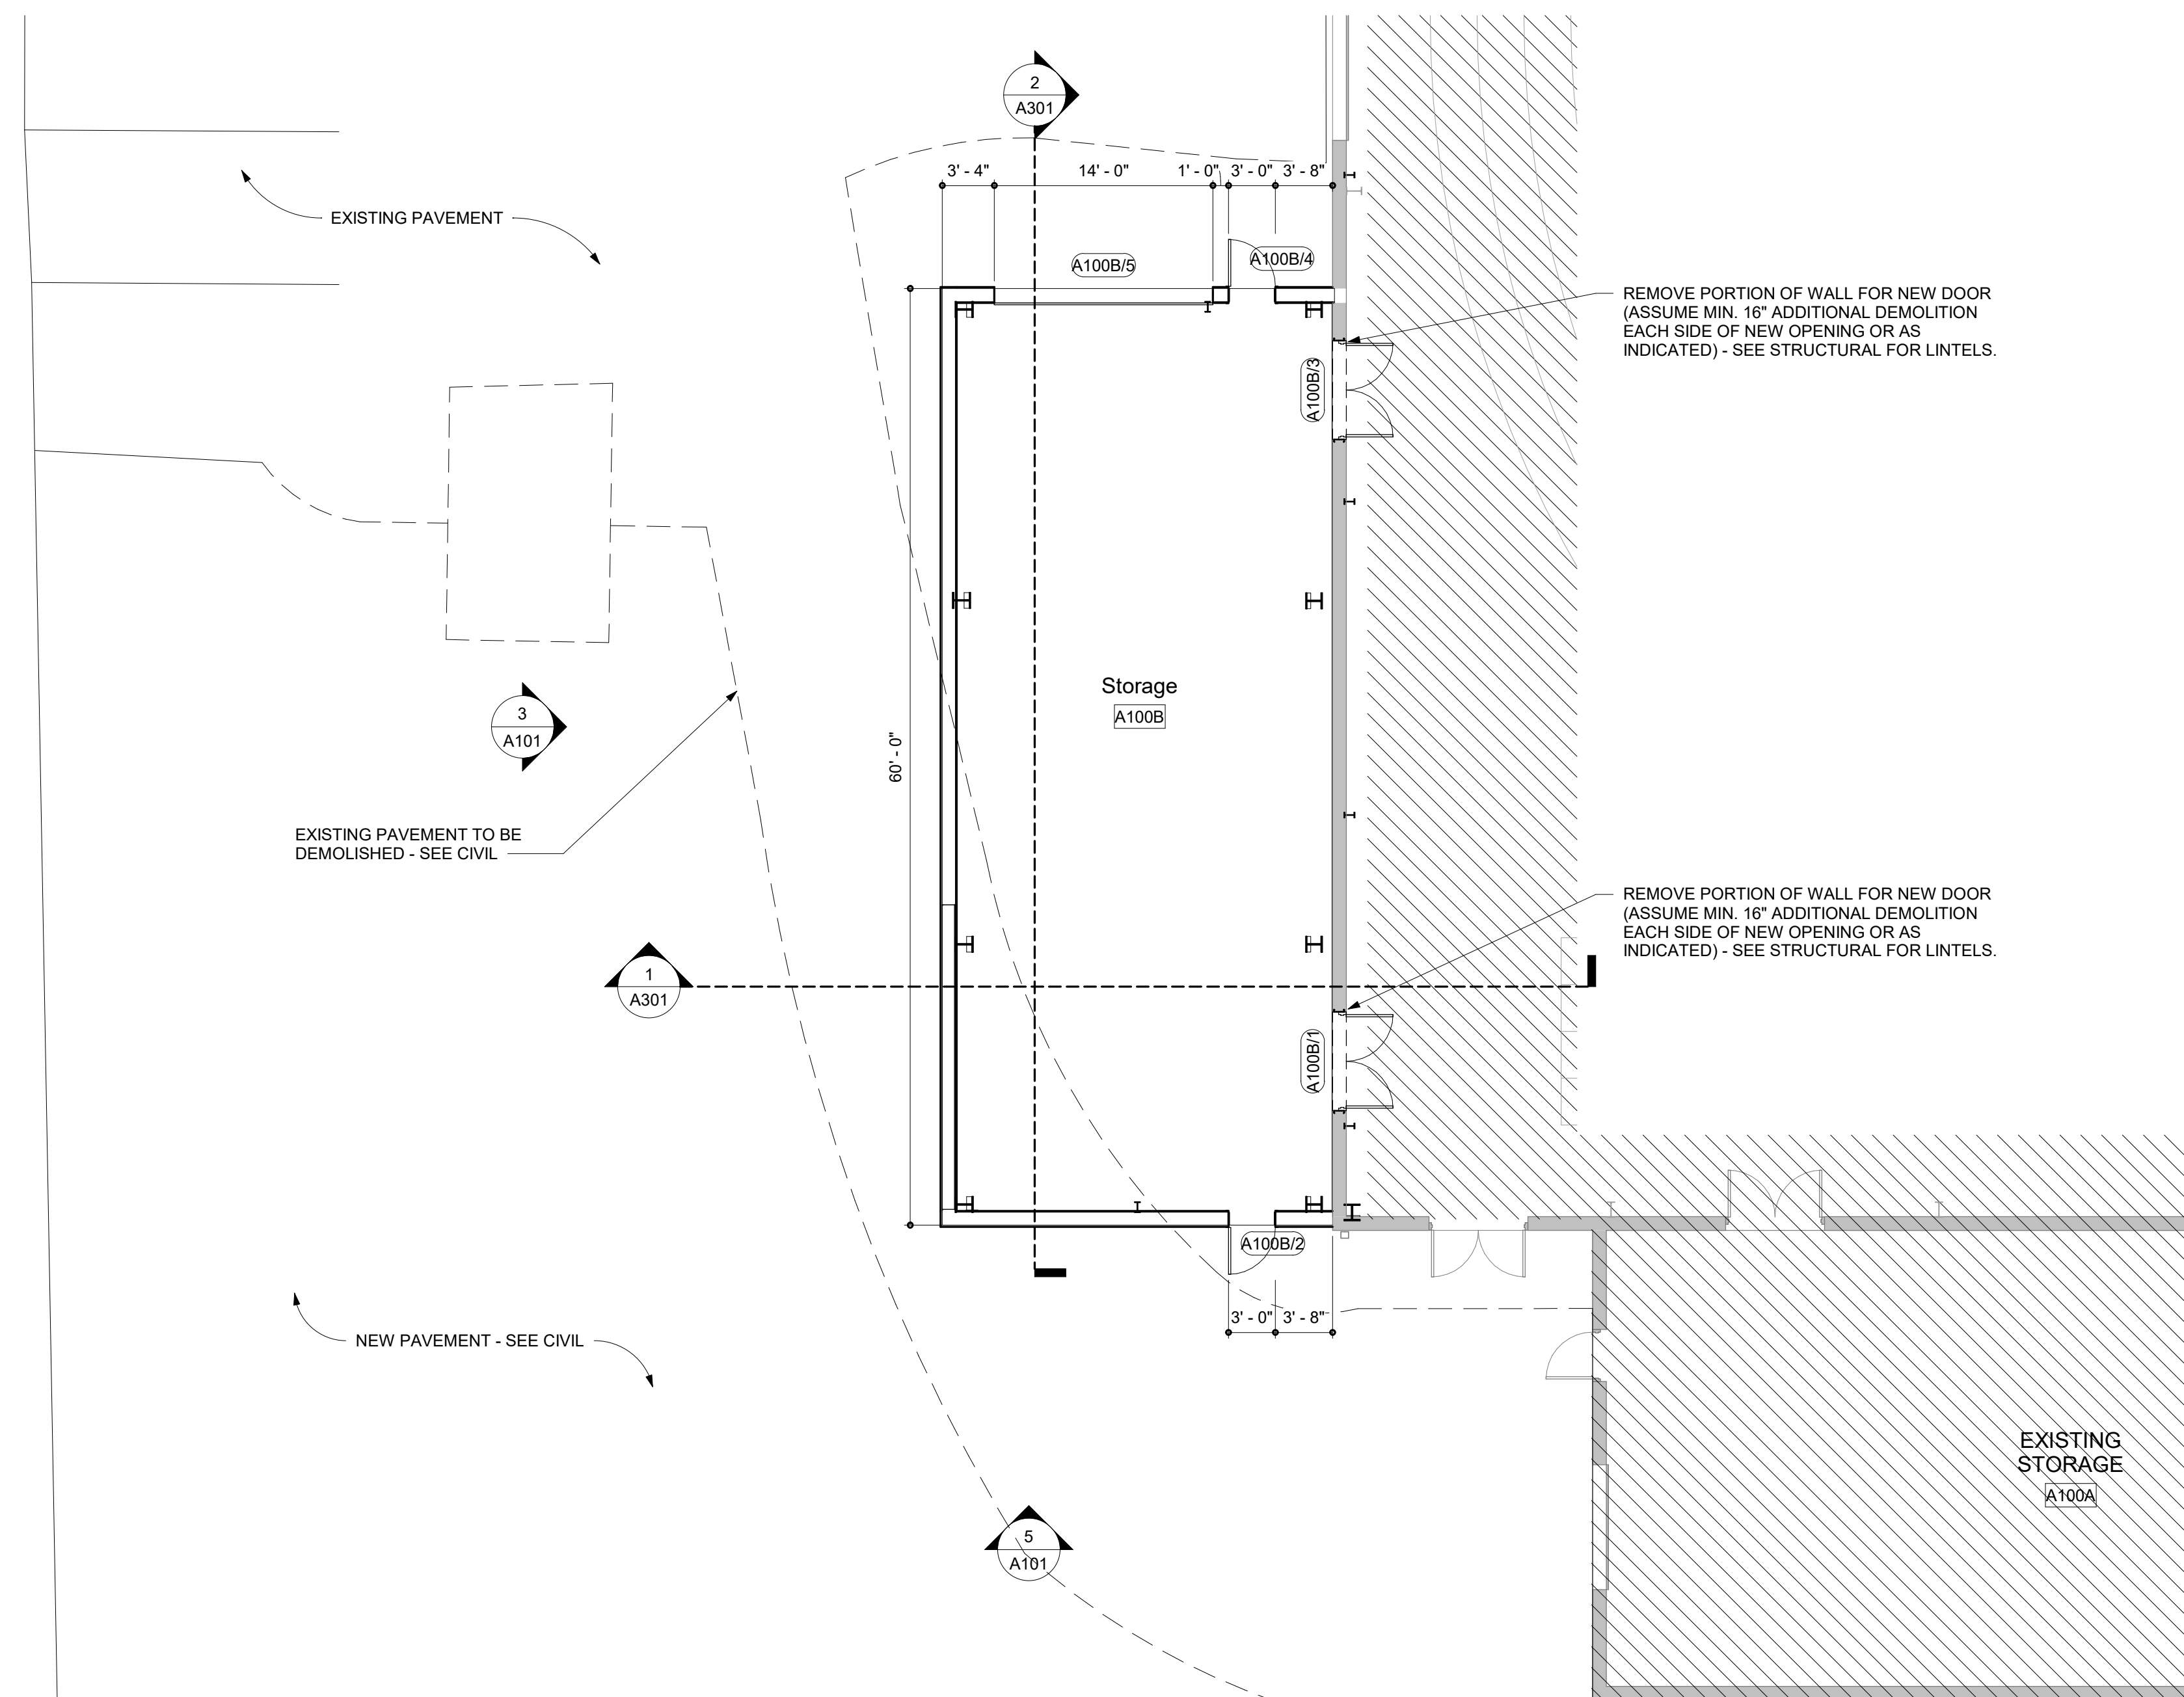 2
A301
3' - 4"
14' - 0"
1' - 0"
3' - 0"
3' - 8"
EXISTING PAVEMENT
A100B/5
A100B/4
REMOVE PORTION OF WALL FOR NEW DOOR
(ASSUME MIN. 16" ADDITIONAL DEMOLITION
EACH SIDE OF NEW OPENING OR AS
INDICATED) - SEE STRUCTURAL FOR LINTELS.
A100B/3
Storage
A100B
3
A101
60' - 0"
EXISTING PAVEMENT TO BE
DEMOLISHED - SEE CIVIL
REMOVE PORTION OF WALL FOR NEW DOOR
(ASSUME MIN. 16" ADDITIONAL DEMOLITION
EACH SIDE OF NEW OPENING OR AS
INDICATED) - SEE STRUCTURAL FOR LINTELS.
1
A301
A100B/1
A100B/2
3' - 0"
3' - 8"
NEW PAVEMENT - SEE CIVIL
EXISTING
STORAGE
A100A
5
A101